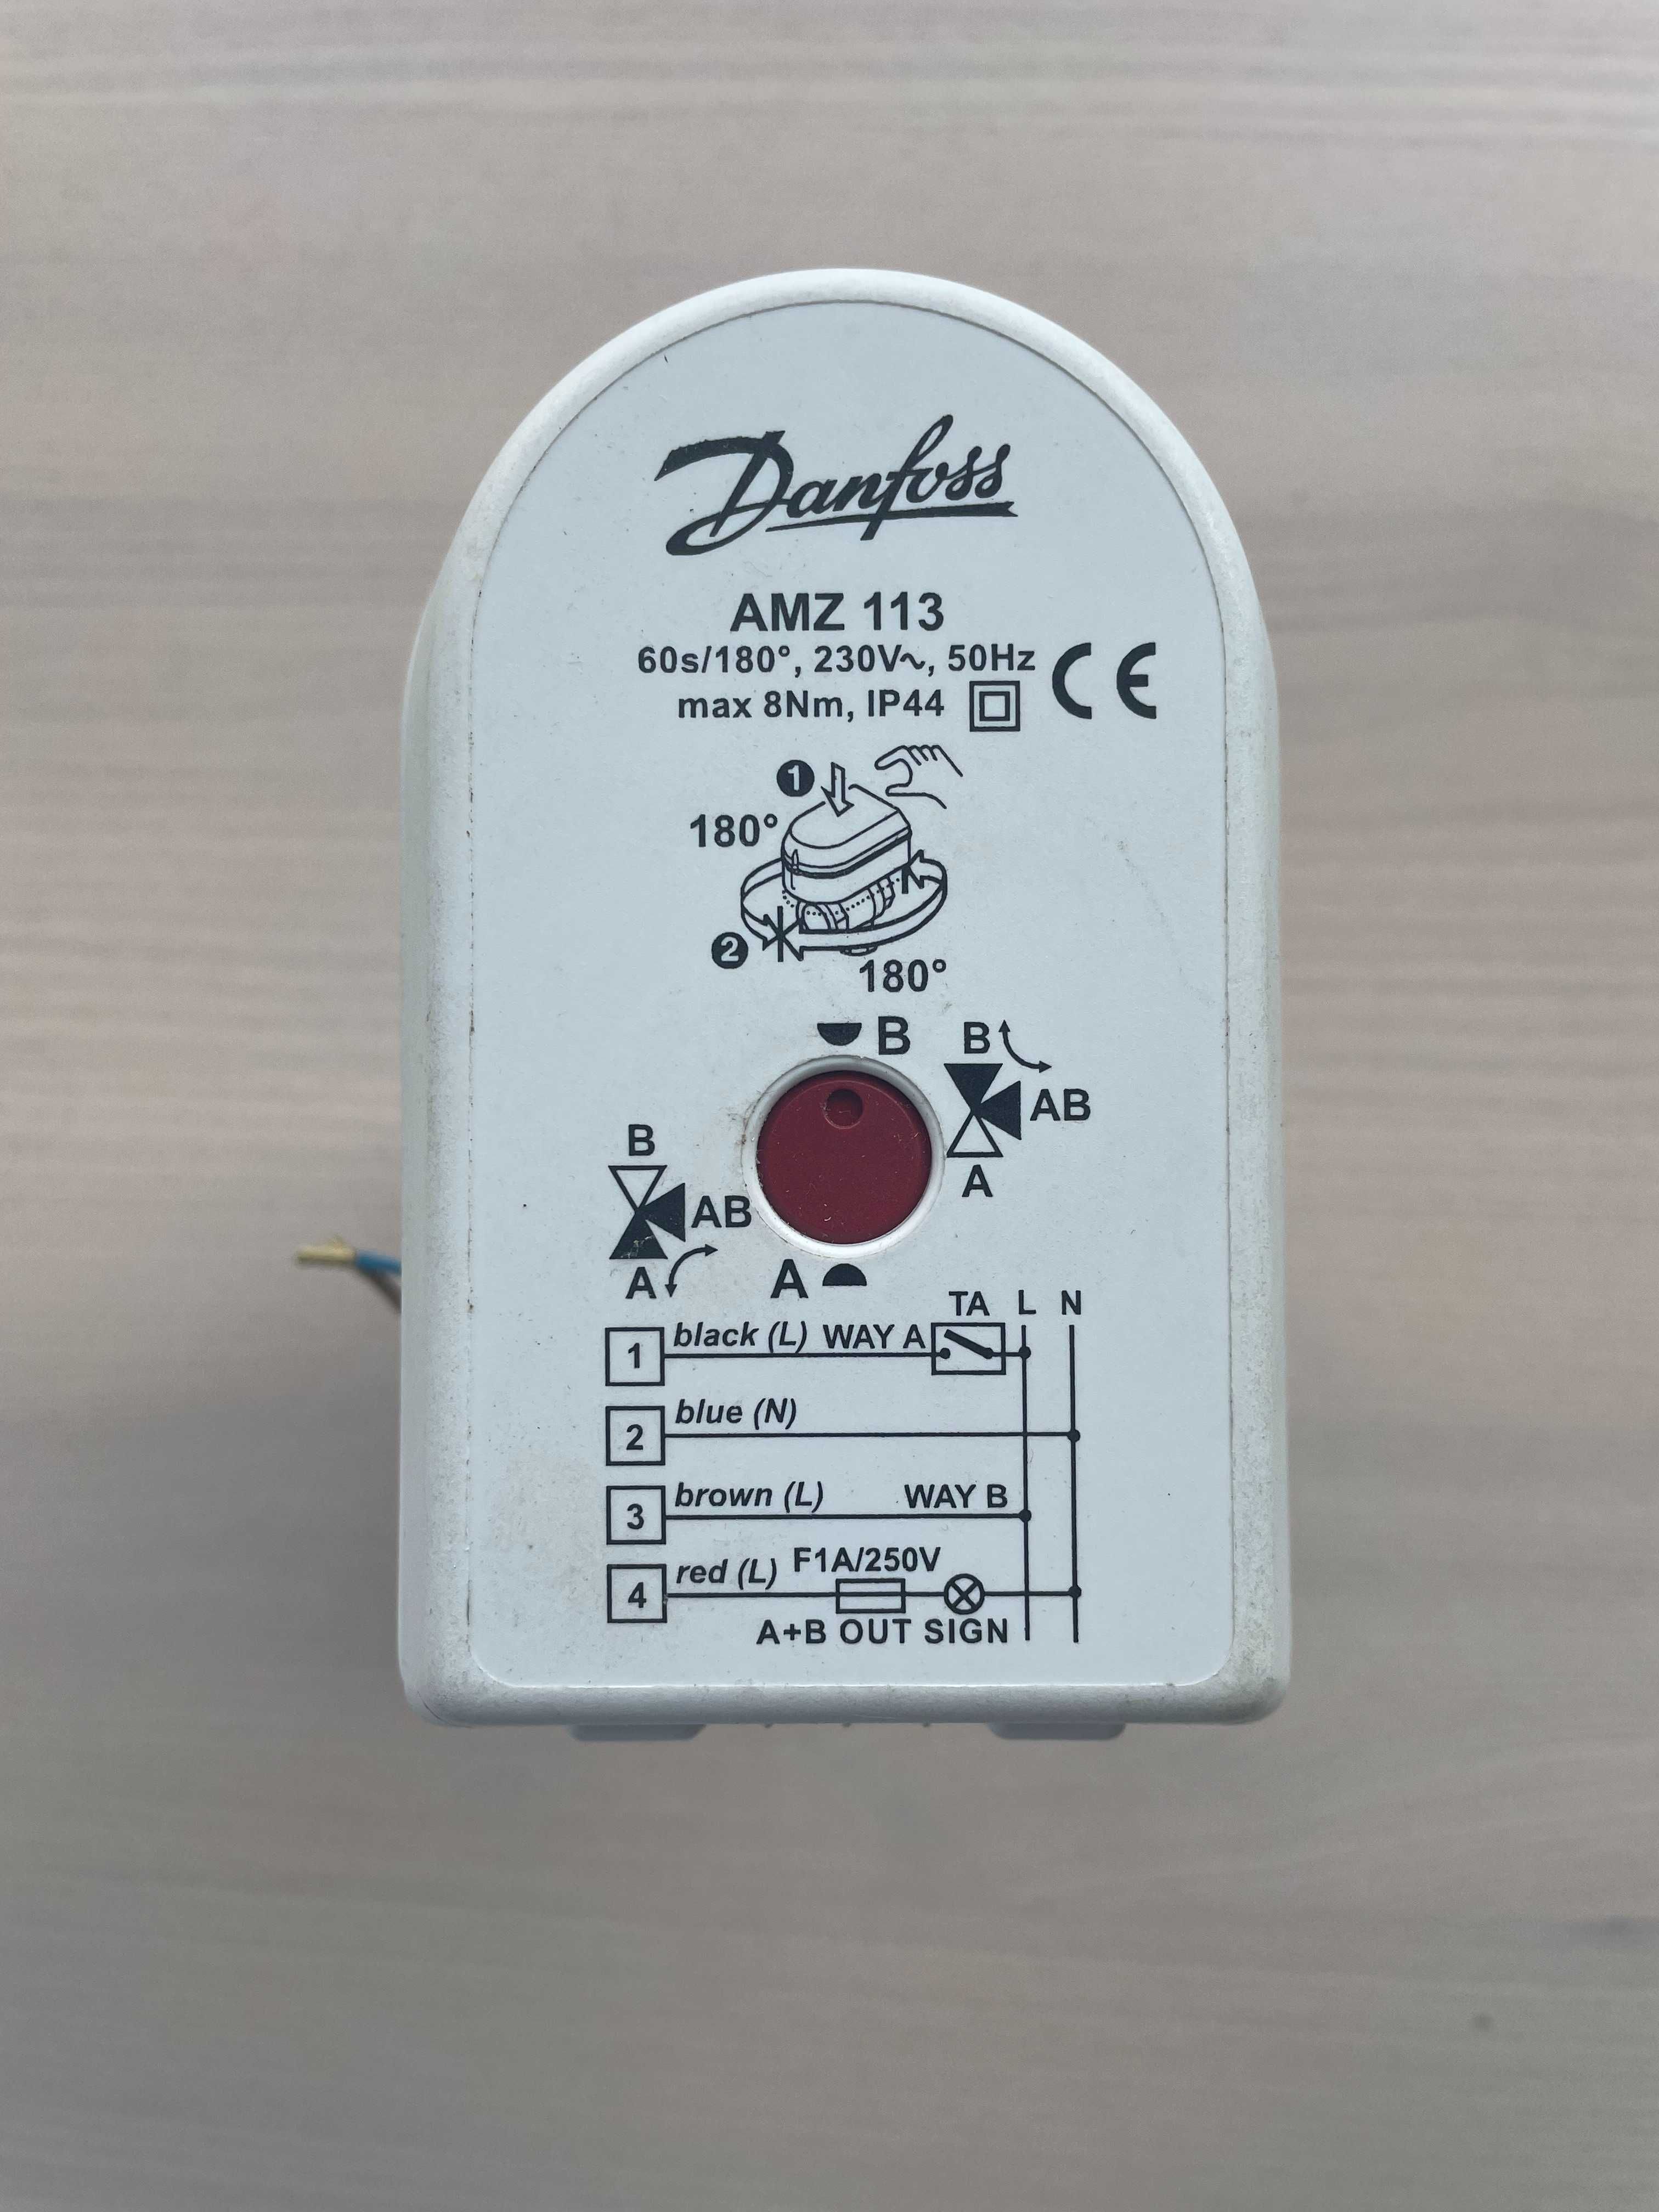 Danfoss
AMZ 113
60s/180°, 230V~, 50Hz
max 8Nm, IP44
CE
1
180°
2
180°
B
B
AB
A
B
AB
A
A
TA L N
1 black (L) WAY A
2 blue (N)
3 brown (L) WAY B
4 red (L) F1A/250V
A+B OUT SIGN